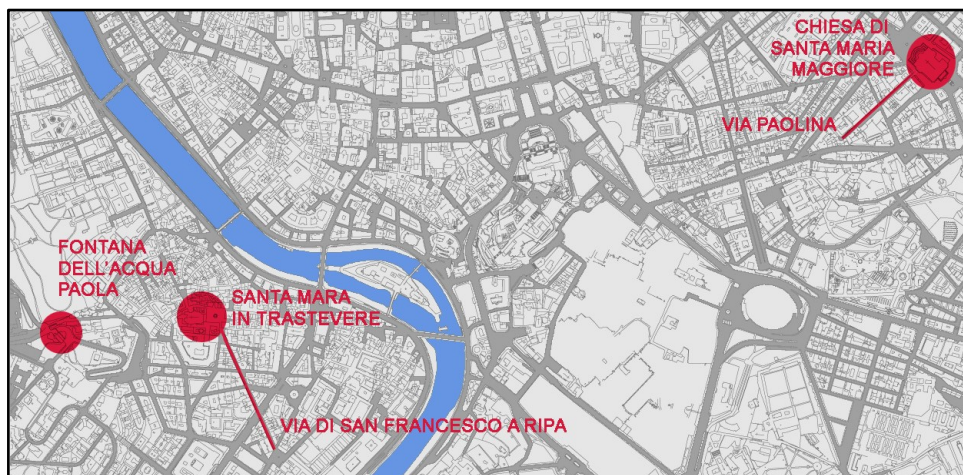 CHIESA DI
SANTA MARIA
MAGGIORE
VIA PAOLINA
FONTANA
DELL'ACQUA
PAOLA
SANTA MARA
IN TRASTEVERE
VIA DI SAN FRANCESCO A RIPA